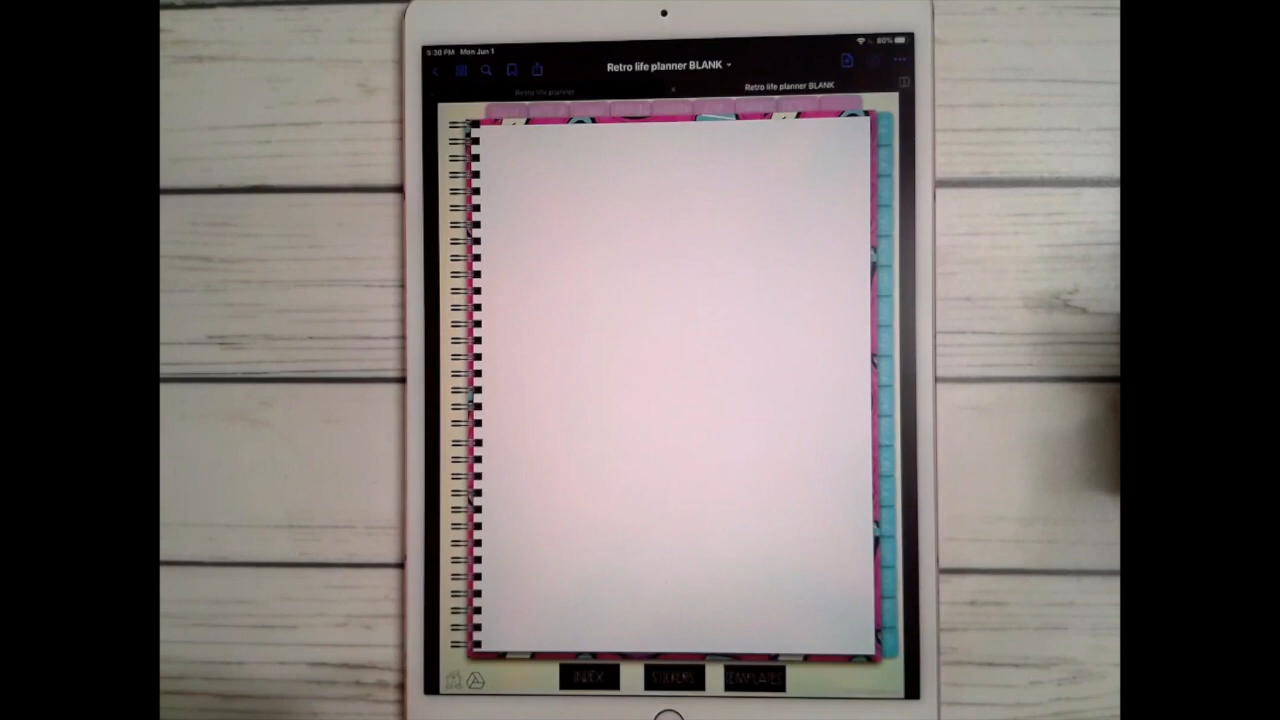 5:30 PM Mon Jun 1
80%
Retro life planner BLANK
Retro life planner
Retro life planner BLANK
INDEX
STICKERS
TEMPLATES